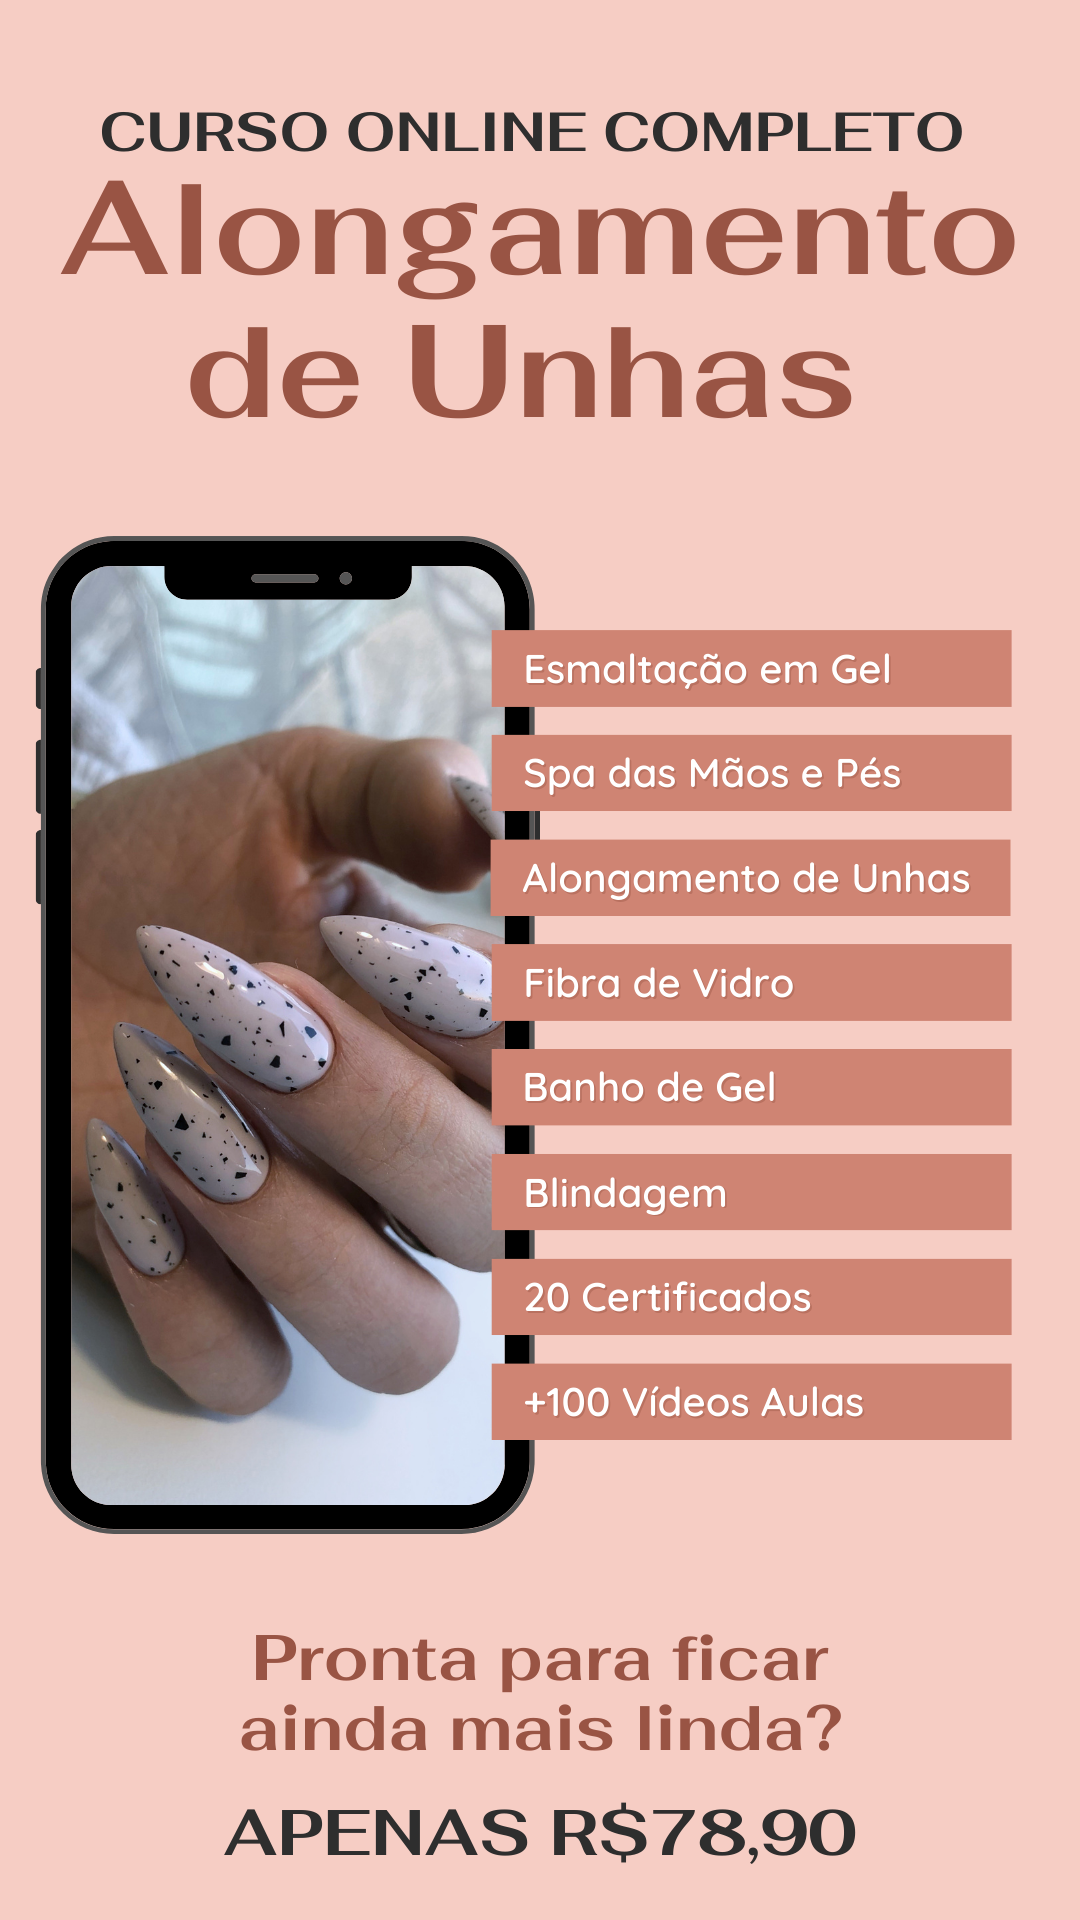 CURSO ONLINE COMPLETO
Alongamento
de Unhas
Esmaltação em Gel
Spa das Mãos e Pés
Alongamento de Unhas
Fibra de Vidro
Banho de Gel
Blindagem
20 Certificados
+100 Vídeos Aulas
Pronta para ficar
ainda mais linda?
APENAS R$78,90